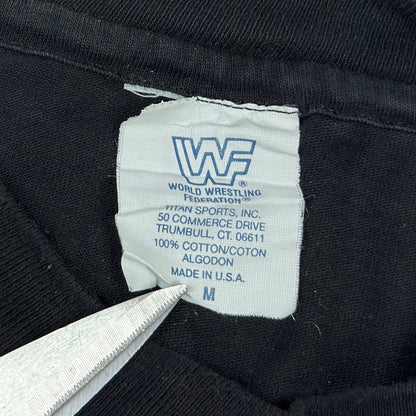 WF
WORLD WRESTLING
FEDERATION®
TITAN SPORTS, INC.
50 COMMERCE DRIVE
TRUMBULL, CT. 06611
100% COTTON/COTON
ALGODON
MADE IN U.S.A.
M